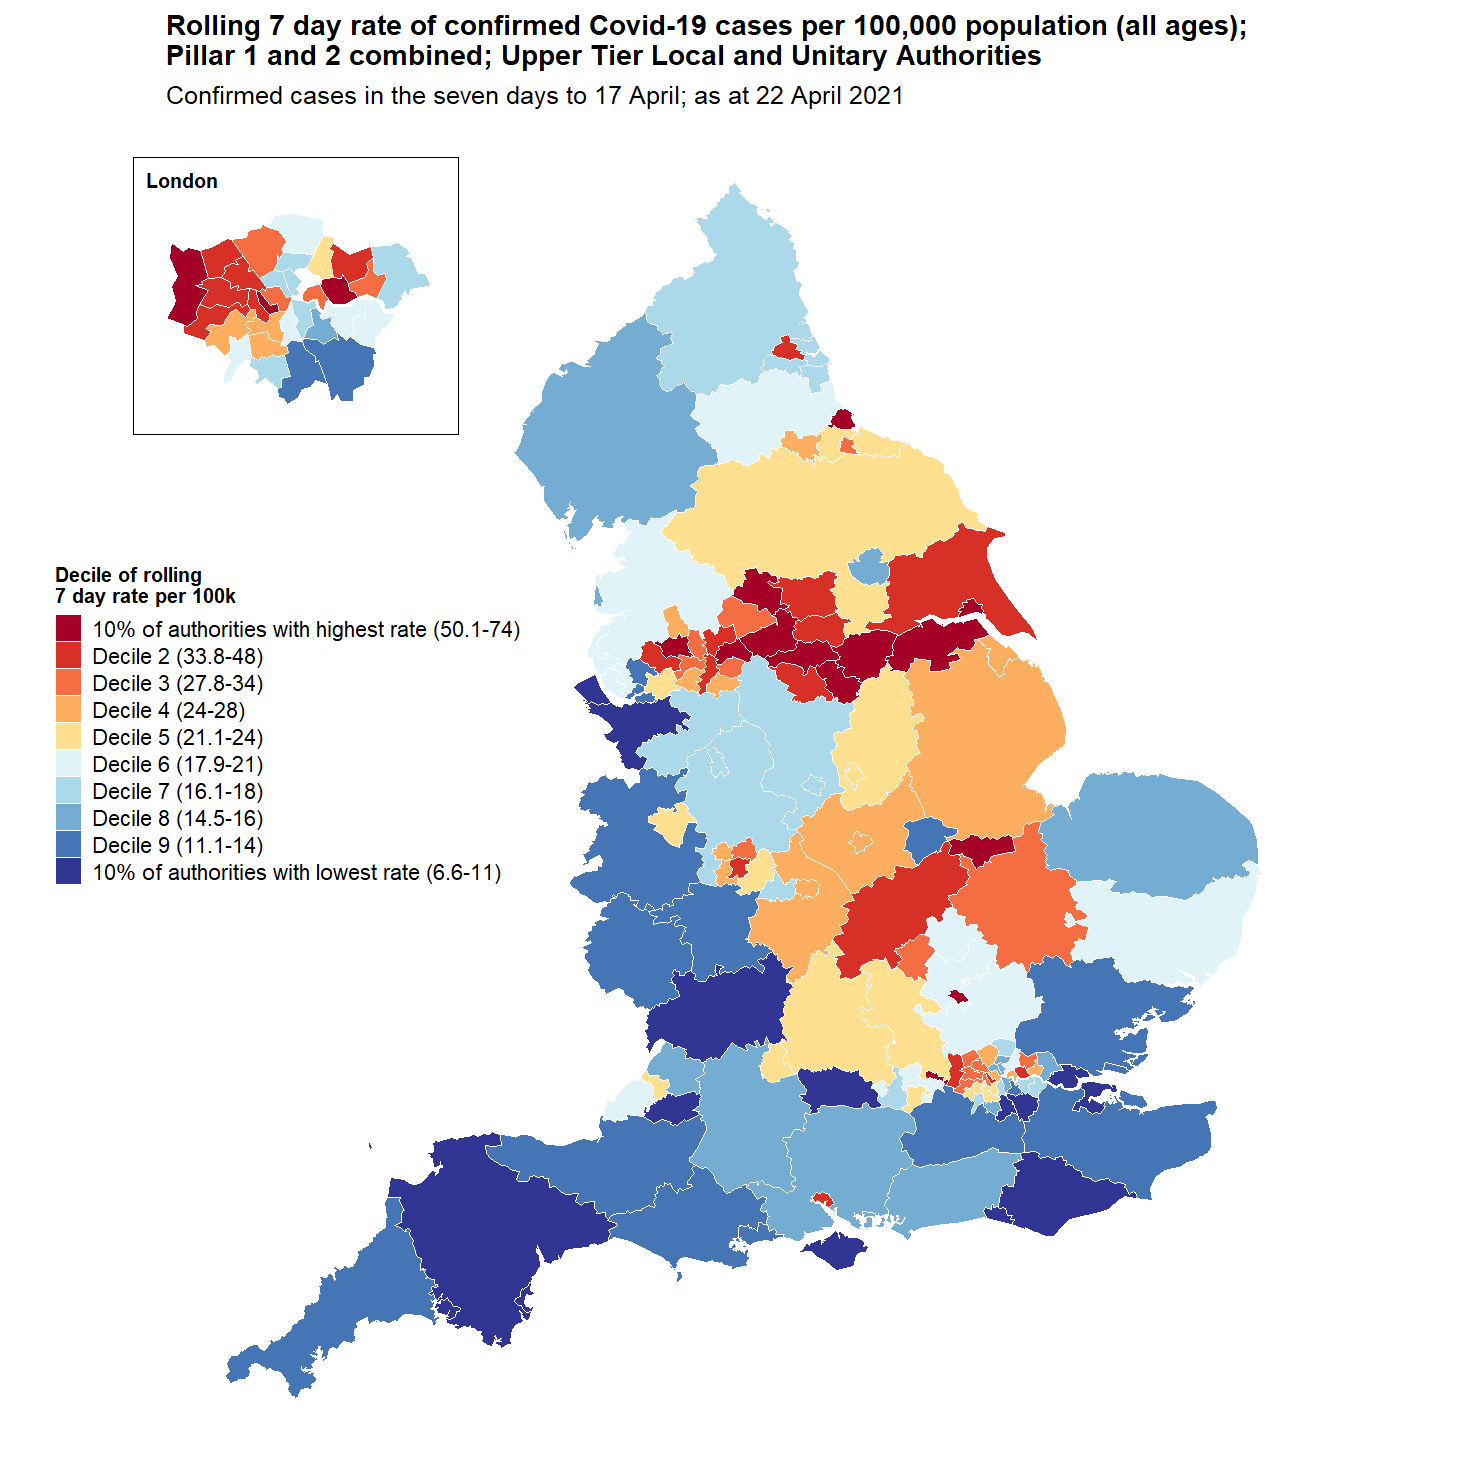 Rolling 7 day rate of confirmed Covid-19 cases per 100,000 population (all ages);
Pillar 1 and 2 combined; Upper Tier Local and Unitary Authorities
Confirmed cases in the seven days to 17 April; as at 22 April 2021
London
Decile of rolling
7 day rate per 100k
10% of authorities with highest rate (50.1-74)
Decile 2 (33.8-48)
Decile 3 (27.8-34)
Decile 4 (24-28)
Decile 5 (21.1-24)
Decile 6 (17.9-21)
Decile 7 (16.1-18)
Decile 8 (14.5-16)
Decile 9 (11.1-14)
10% of authorities with lowest rate (6.6-11)